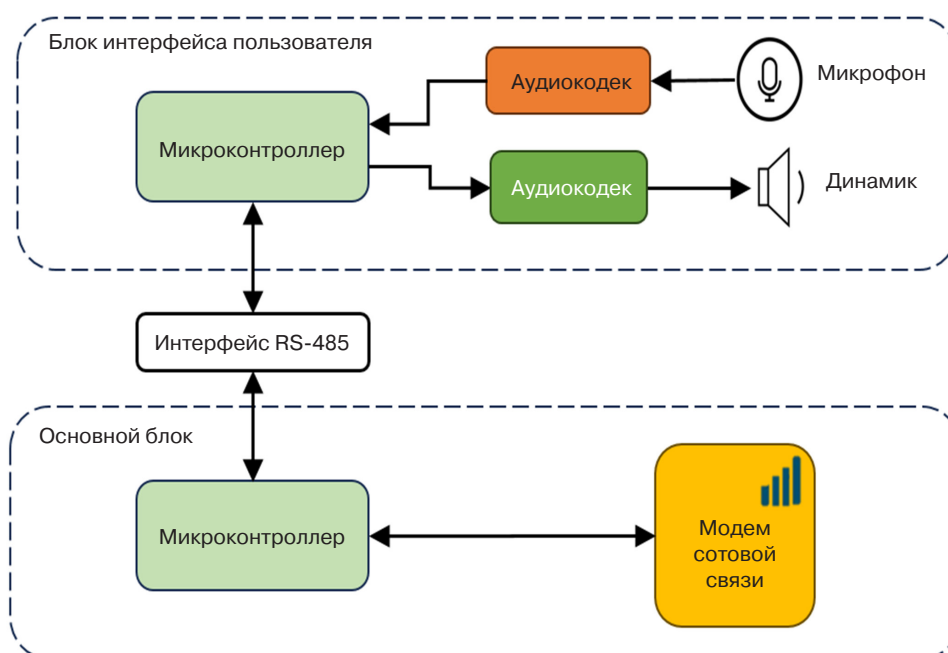 Блок интерфейса пользователя
Аудиокодек
Микрофон
Микроконтроллер
Аудиокодек
Динамик
Интерфейс RS-485
Основной блок
Микроконтроллер
Модем
сотовой
связи